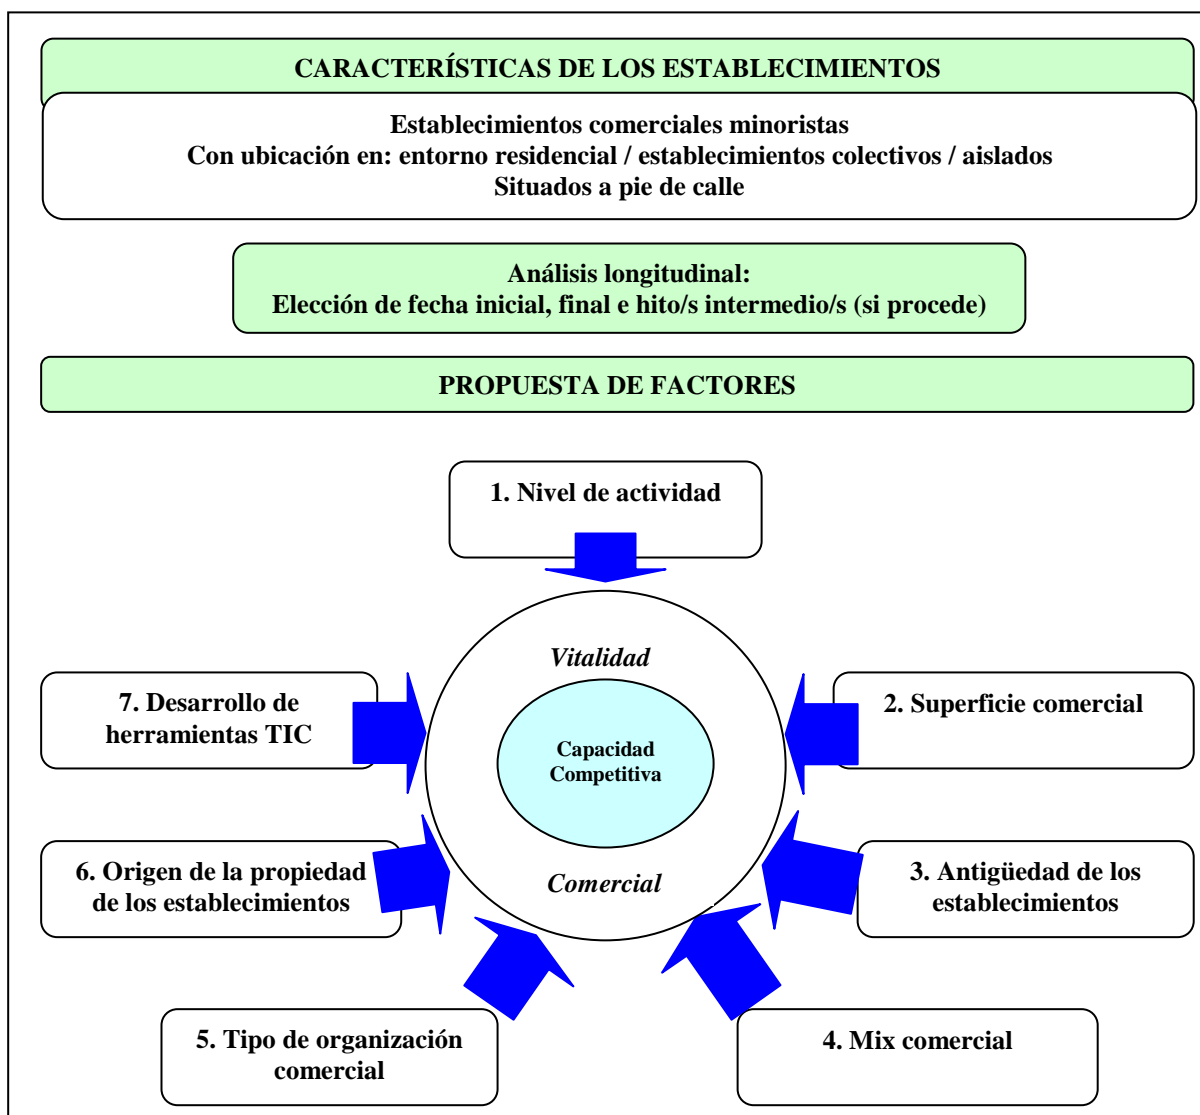 CARACTERÍSTICAS DE LOS ESTABLECIMIENTOS
Establecimientos comerciales minoristas
Con ubicación en: entorno residencial / establecimientos colectivos / aislados
Situados a pie de calle
Análisis longitudinal:
Elección de fecha inicial, final e hito/s intermedio/s (si procede)
PROPUESTA DE FACTORES
1. Nivel de actividad
Vitalidad
Capacidad
Competitiva
Comercial
2. Superficie comercial
3. Antigüedad de los
establecimientos
4. Mix comercial
5. Tipo de organización
comercial
6. Origen de la propiedad
de los establecimientos
7. Desarrollo de
herramientas TIC